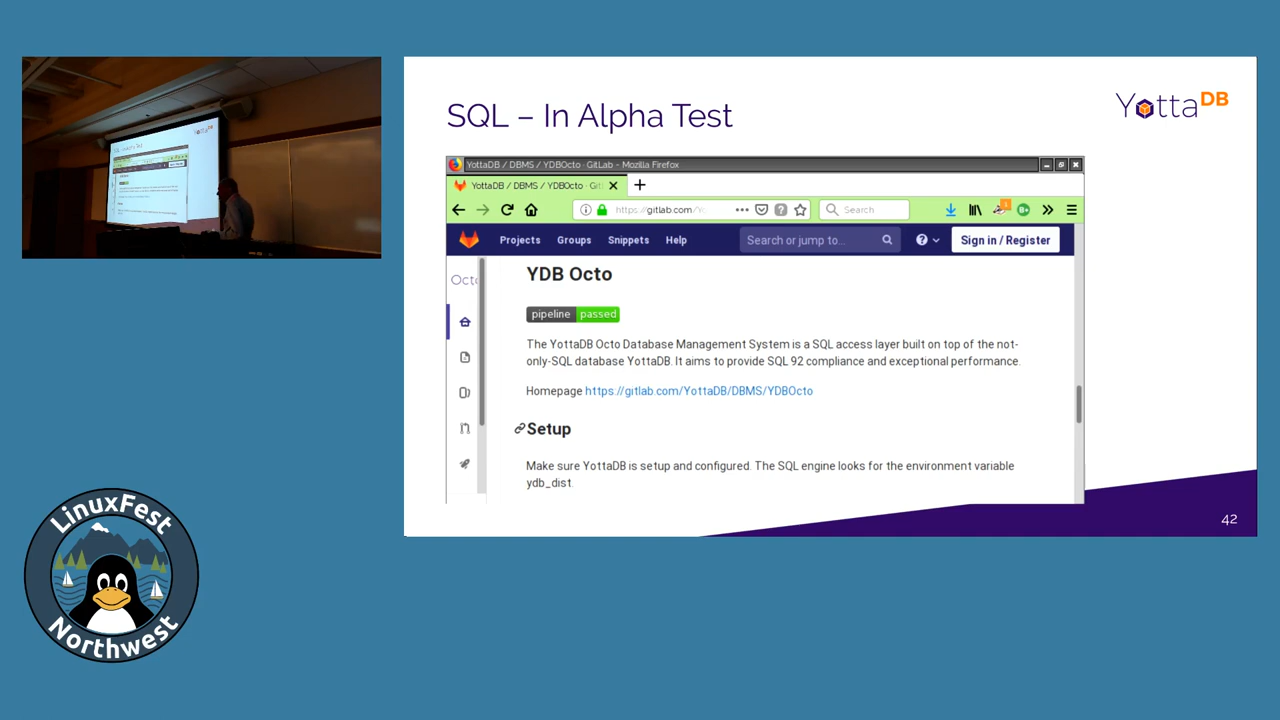 SQL – In Alpha Test
YottaDB
YottaDB / DBMS / YDBOcto · GitLab - Mozilla Firefox
YottaDB / DBMS / YDBOcto · Git
https://gitlab.com/Y
Search
1
Projects Groups Snippets Help
Search or jump to...
Sign in / Register
Octo
YDB Octo
pipeline passed
The YottaDB Octo Database Management System is a SQL access layer built on top of the not-
only-SQL database YottaDB. It aims to provide SQL 92 compliance and exceptional performance.
Homepage https://gitlab.com/YottaDB/DBMS/YDBOcto
Setup
Make sure YottaDB is setup and configured. The SQL engine looks for the environment variable
ydb_dist.
42
LinuxFest
Northwest